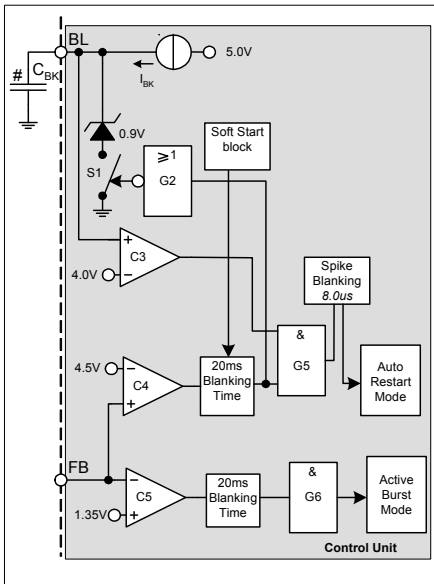 BL
5.0V
# C_BK
I_BK
0.9V
Soft Start
block
S1
≥1
G2
C3
4.0V
Spike
Blanking
8.0us
&
G5
4.5V
C4
20ms
Blanking
Time
Auto
Restart
Mode
FB
C5
1.35V
20ms
Blanking
Time
&
G6
Active
Burst
Mode
Control Unit